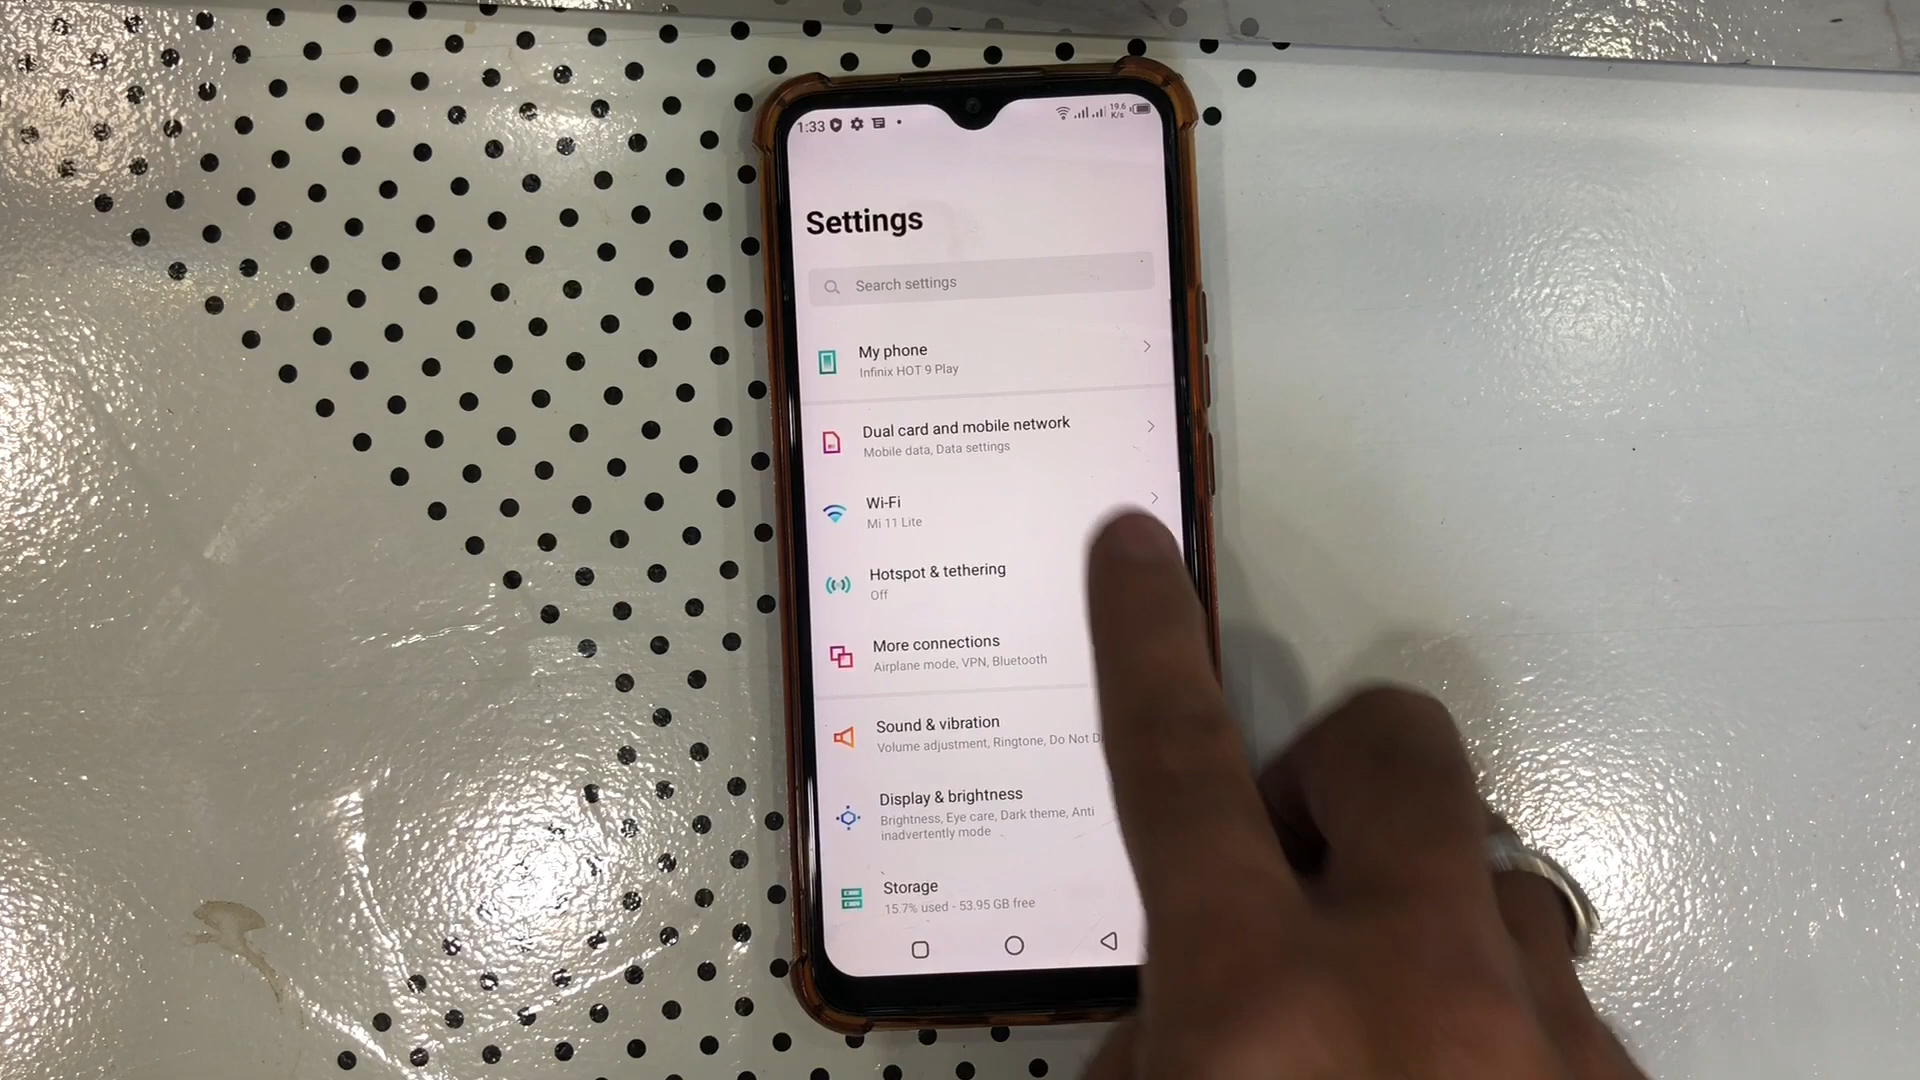 1:33
19.6
K/s
Settings
Search settings
My phone
Infinix HOT 9 Play
Dual card and mobile network
Mobile data, Data settings
Wi-Fi
Mi 11 Lite
Hotspot & tethering
Off
More connections
Airplane mode, VPN, Bluetooth
Sound & vibration
Volume adjustment, Ringtone, Do Not D
Display & brightness
Brightness, Eye care, Dark theme, Anti
inadvertently mode
Storage
15.7% used - 53.95 GB free